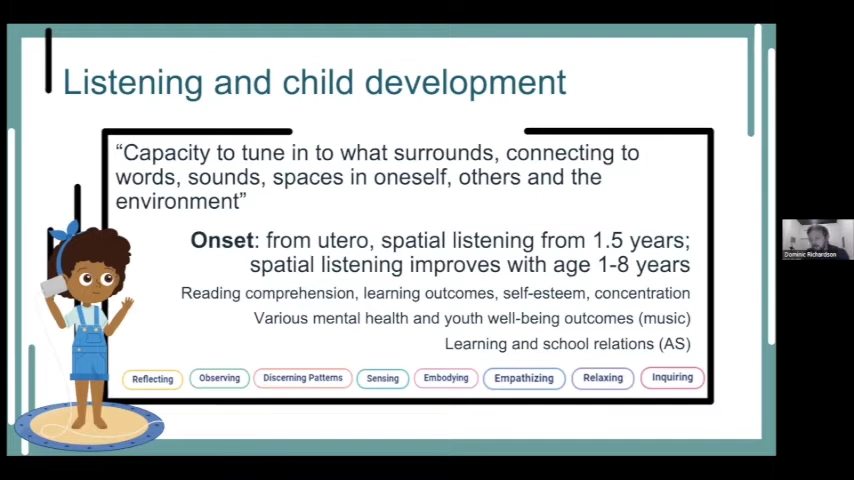 Listening and child development
“Capacity to tune in to what surrounds, connecting to
words, sounds, spaces in oneself, others and the
environment”
Onset: from utero, spatial listening from 1.5 years;
spatial listening improves with age 1-8 years
Reading comprehension, learning outcomes, self-esteem, concentration
Various mental health and youth well-being outcomes (music)
Learning and school relations (AS)
Reflecting Observing Discerning Patterns Sensing Embodying Empathizing Relaxing Inquiring
Dominic Richardson